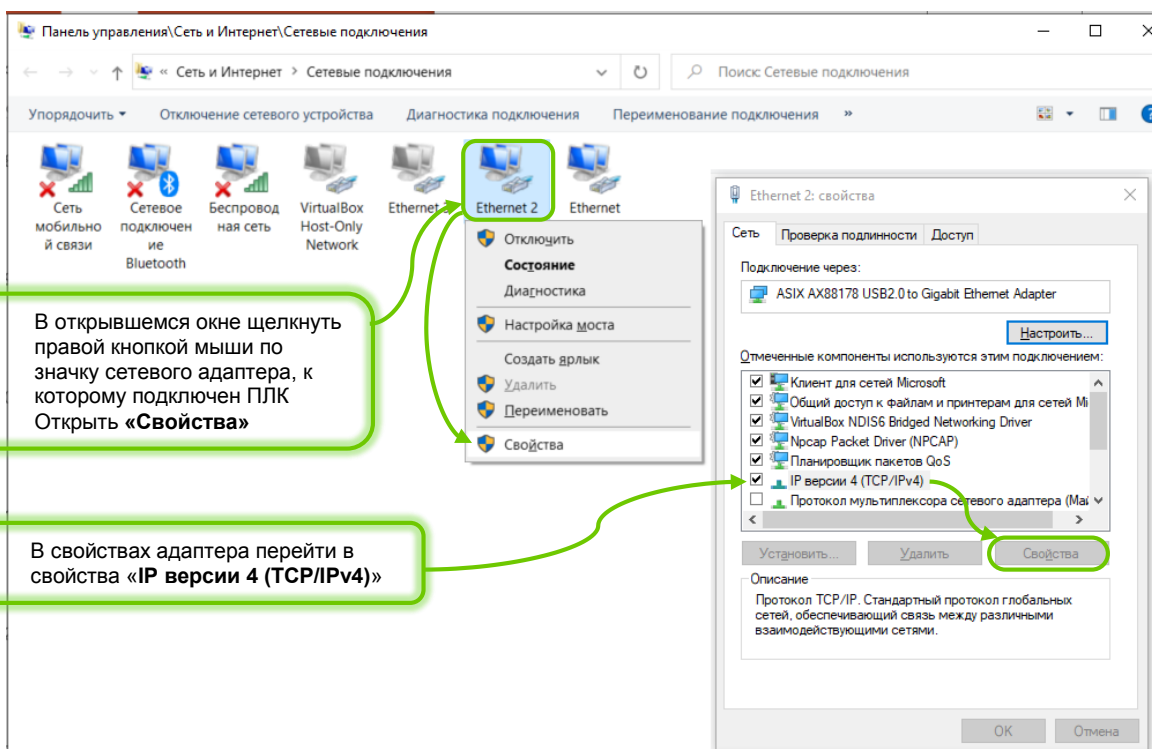 Панель управления\Сеть и Интернет\Сетевые подключения
« Сеть и Интернет > Сетевые подключения
Поиск: Сетевые подключения
Упорядочить
Отключение сетевого устройства
Диагностика подключения
Переименование подключения
»
Сеть
мобильно
й связи
Сетевое
подключен
ие
Bluetooth
Беспровод
ная сеть
VirtualBox
Host-Only
Network
Ethernet
Ethernet 2
Ethernet
Отключить
Состояние
Диагностика
Настройка моста
Создать ярлык
Удалить
Переименовать
Свойства
В открывшемся окне щелкнуть
правой кнопкой мыши по
значку сетевого адаптера, к
которому подключен ПЛК
Открыть «Свойства»
В свойствах адаптера перейти в
свойства «IP версии 4 (TCP/IPv4)»
Ethernet 2: свойства
Сеть
Проверка подлинности
Доступ
Подключение через:
ASIX AX88178 USB2.0 to Gigabit Ethernet Adapter
Настроить...
Отмеченные компоненты используются этим подключением:
Клиент для сетей Microsoft
Общий доступ к файлам и принтерам для сетей Mi
VirtualBox NDIS6 Bridged Networking Driver
Npcap Packet Driver (NPCAP)
Планировщик пакетов QoS
IP версии 4 (TCP/IPv4)
Протокол мультиплексора сетевого адаптера (Май
Установить...
Удалить
Свойства
Описание
Протокол TCP/IP. Стандартный протокол глобальных
сетей, обеспечивающий связь между различными
взаимодействующими сетями.
OK
Отмена